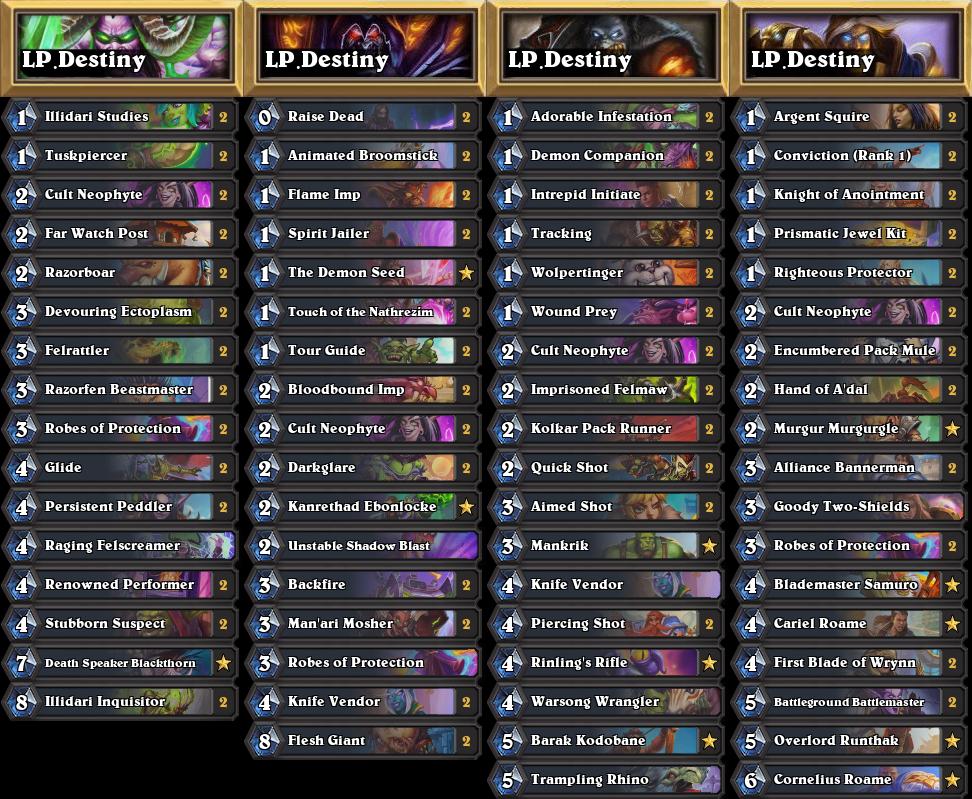 LP.Destiny
1 Illidari Studies 2
1 Tuskpiercer 2
2 Cult Neophyte 2
2 Far Watch Post 2
2 Razorboar 2
3 Devouring Ectoplasm 2
3 Felrattler 2
3 Razorfen Beastmaster 2
3 Robes of Protection 2
4 Glide 2
4 Persistent Peddler 2
4 Raging Felscreamer
4 Renowned Performer 2
4 Stubborn Suspect 2
7 Death Speaker Blackthorn
8 Illidari Inquisitor 2
LP.Destiny
0 Raise Dead 2
1 Animated Broomstick 2
1 Flame Imp 2
1 Spirit Jailer 2
1 The Demon Seed
1 Touch of the Nathrezim 2
1 Tour Guide 2
2 Bloodbound Imp 2
2 Cult Neophyte 2
2 Darkglare 2
2 Kanrethad Ebonlocke
2 Unstable Shadow Blast
3 Backfire 2
3 Man'ari Mosher 2
3 Robes of Protection
4 Knife Vendor 2
8 Flesh Giant 2
LP.Destiny
1 Adorable Infestation 2
1 Demon Companion 2
1 Intrepid Initiate 2
1 Tracking 2
1 Wolpertinger 2
1 Wound Prey 2
2 Cult Neophyte 2
2 Imprisoned Felmaw 2
2 Kolkar Pack Runner 2
2 Quick Shot 2
3 Aimed Shot 2
3 Mankrik
4 Knife Vendor
4 Piercing Shot 2
4 Rinling's Rifle
4 Warsong Wrangler 2
5 Barak Kodobane
5 Trampling Rhino
LP.Destiny
1 Argent Squire 2
1 Conviction (Rank 1) 2
1 Knight of Anointment 2
1 Prismatic Jewel Kit 2
1 Righteous Protector 2
2 Cult Neophyte 2
2 Encumbered Pack Mule 2
2 Hand of A'dal 2
2 Murgur Murgurgle
3 Alliance Bannerman 2
3 Goody Two-Shields
3 Robes of Protection 2
4 Blademaster Samuro
4 Cariel Roame
4 First Blade of Wrynn 2
5 Battleground Battlemaster 2
5 Overlord Runthak
6 Cornelius Roame